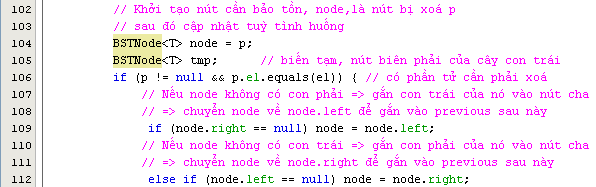 102 // Khởi tạo nút cần bảo tồn, node,là nút bị xoá p
103 // sau đó cập nhật tuỳ tình huống
104 BSTNode<T> node = p;
105 BSTNode<T> tmp; // biến tạm, nút biên phải của cây con trái
106 if (p != null && p.el.equals(el)) { // có phần tử cần phải xoá
107 // Nếu node không có con phải => gắn con trái của nó vào nút cha
108 // => chuyển node về node.left để gắn vào previous sau này
109 if (node.right == null) node = node.left;
110 // Nếu node không có con trái => gắn con phải của nó vào nút cha
111 // => chuyển node về node.right để gắn vào previous sau này
112 else if (node.left == null) node = node.right;